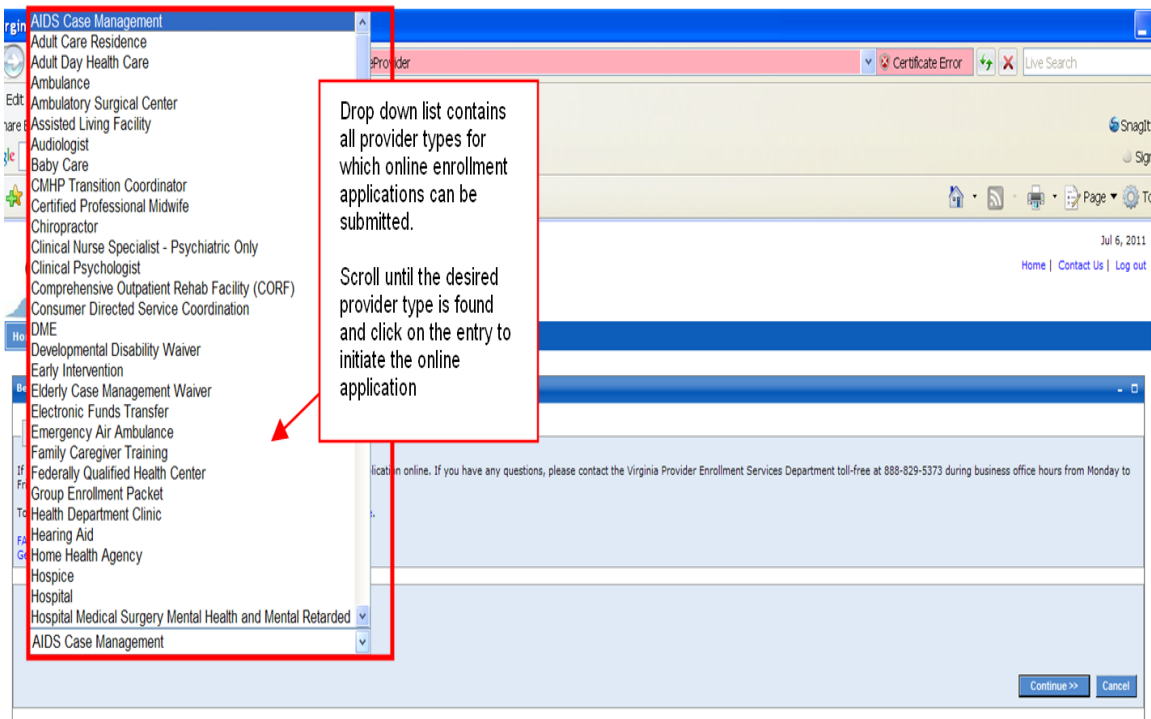 AIDS Case Management
Adult Care Residence
Adult Day Health Care
Ambulance
Ambulatory Surgical Center
Assisted Living Facility
Audiologist
Baby Care
CMHP Transition Coordinator
Certified Professional Midwife
Chiropractor
Clinical Nurse Specialist - Psychiatric Only
Clinical Psychologist
Comprehensive Outpatient Rehab Facility (CORF)
Consumer Directed Service Coordination
DME
Developmental Disability Waiver
Early Intervention
Elderly Case Management Waiver
Electronic Funds Transfer
Emergency Air Ambulance
Family Caregiver Training
Federally Qualified Health Center
Group Enrollment Packet
Health Department Clinic
Hearing Aid
Home Health Agency
Hospice
Hospital
Hospital Medical Surgery Mental Health and Mental Retarded
AIDS Case Management
Drop down list contains
all provider types for
which online enrollment
applications can be
submitted.
Scroll until the desired
provider type is found
and click on the entry to
initiate the online
application
Certificate Error
Live Search
Edit
SnagIt
Page
Jul 6, 2011
Home | Contact Us | Log out
If
online. If you have any questions, please contact the Virginia Provider Enrollment Services Department toll-free at 888-829-5373 during business office hours from Monday to
Continue >> Cancel